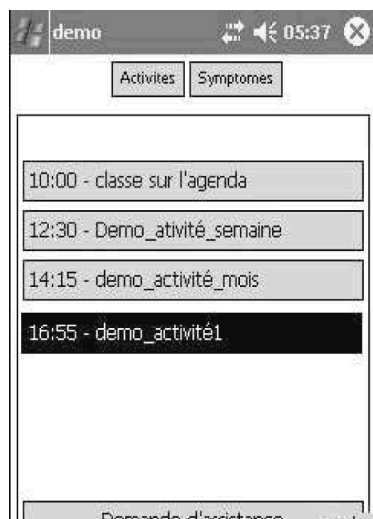 demo 05:37
Activites Symptomes
10:00 - classe sur l'agenda
12:30 - Demo_ativité_semaine
14:15 - demo_activité_mois
16:55 - demo_activité1
Demande d'assistance